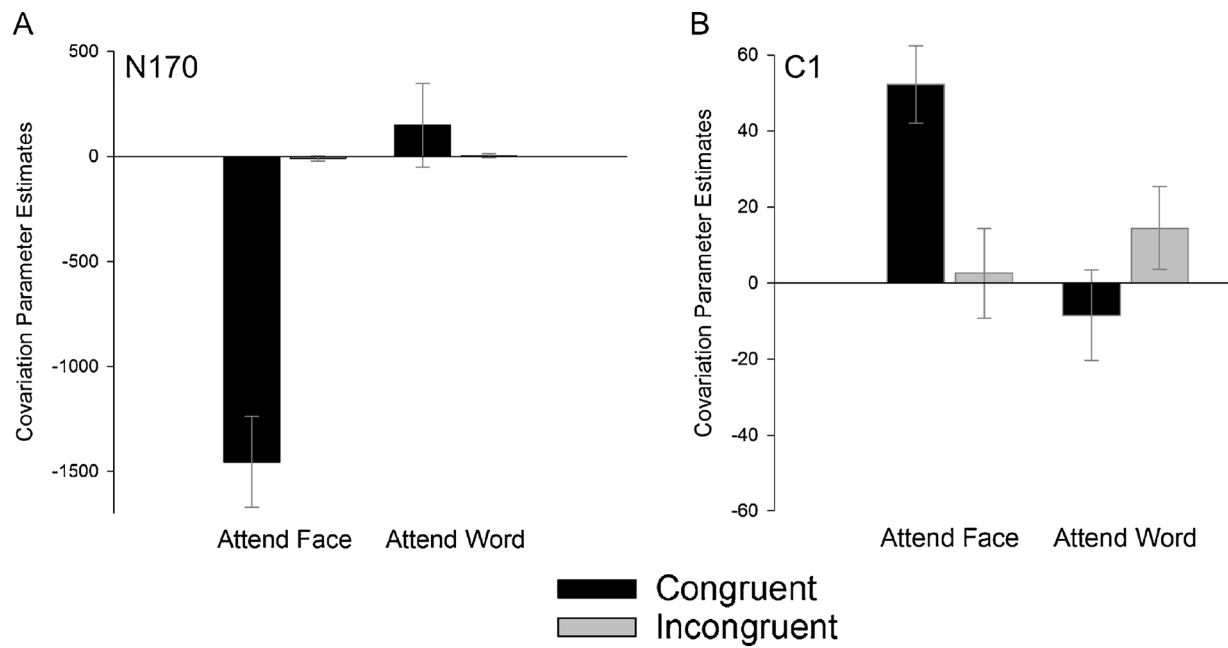 A
N170
Covariation Parameter Estimates
500
0
-500
-1000
-1500
Attend Face Attend Word
B
C1
Covariation Parameter Estimates
60
40
20
0
-20
-40
-60
Attend Face Attend Word
Congruent
Incongruent